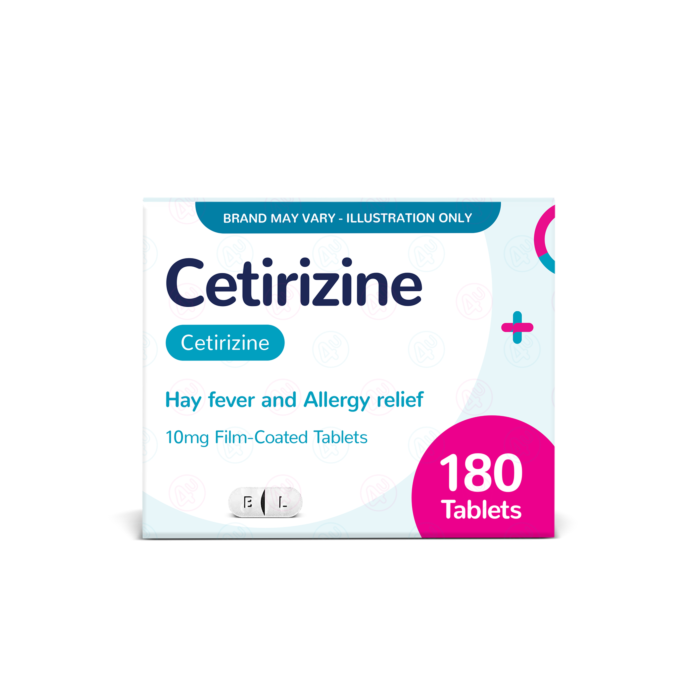 BRAND MAY VARY - ILLUSTRATION ONLY
Cetirizine
Cetirizine
Hay fever and Allergy relief
10mg Film-Coated Tablets
180
Tablets
B L